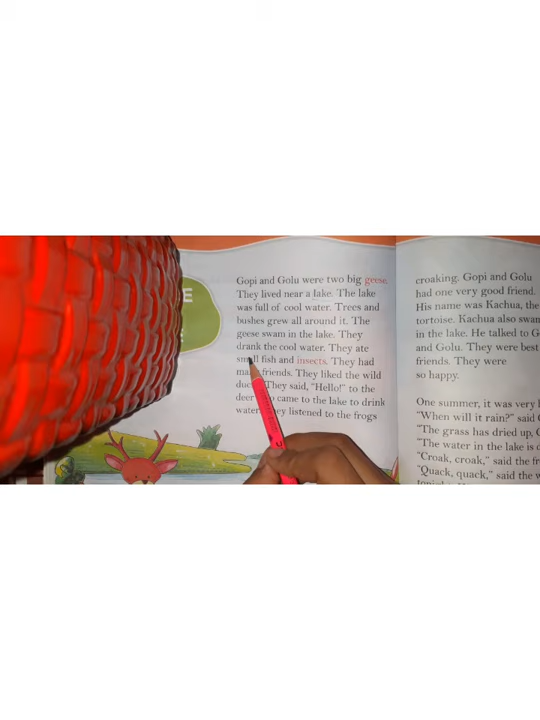 E
Gopi and Golu were two big geese.
They lived near a lake. The lake
was full of cool water. Trees and
bushes grew all around it. The
geese swam in the lake. They
drank the cool water. They ate
small fish and insects. They had
many friends. They liked the wild
They said, "Hello!" to the
deer came to the lake to drink
water. listened to the frogs
croaking. Gopi and Golu
had one very good friend.
His name was Kachua, the
tortoise. Kachua also swam
in the lake. He talked to G
and Golu. They were best
friends. They were
so happy.
One summer, it was very h
"When will it rain?" said
"The grass has dried up,
"The water in the lake is d
"Croak, croak," said the fr
"Quack, quack," said the w